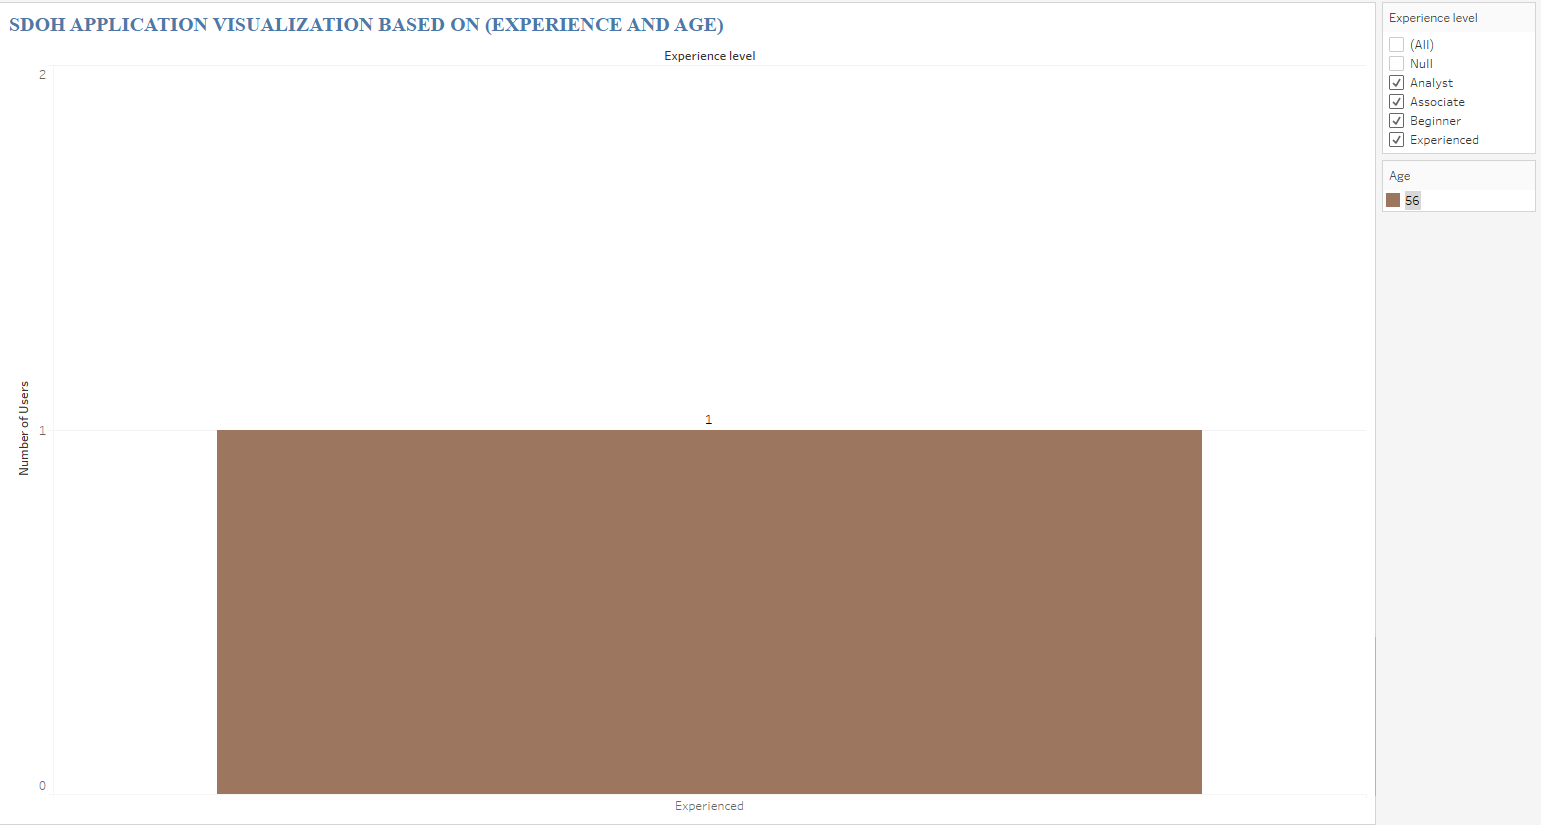 SDOH APPLICATION VISUALIZATION BASED ON (EXPERIENCE AND AGE)
Experience level
2
1
0
Number of Users
1
Experienced
Experience level
(All)
Null
Analyst
Associate
Beginner
Experienced
Age
56